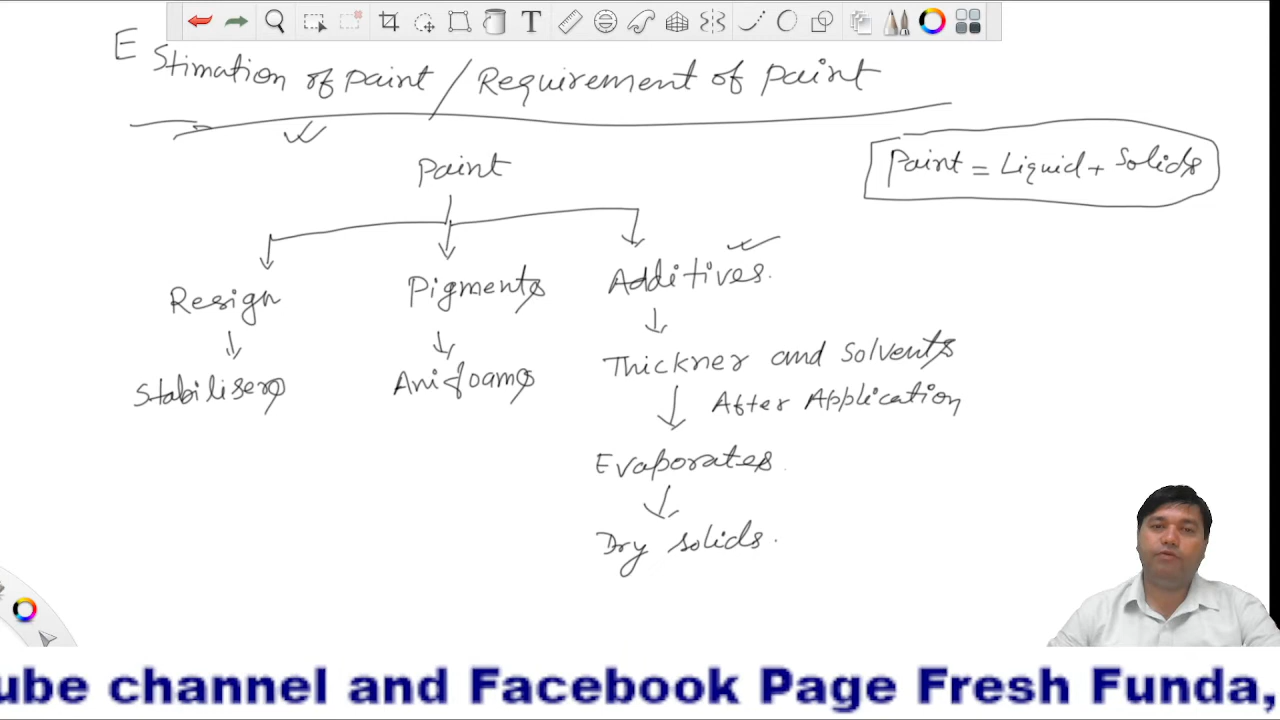 Estimation of paint / Requirement of paint
Paint = Liquid + Solids
Paint
Resign Pigments Additives.
Stabilisers Anifoams Thickner and solvents
After Application
Evaporates
Dry solids.
ube channel and Facebook Page Fresh Funda,